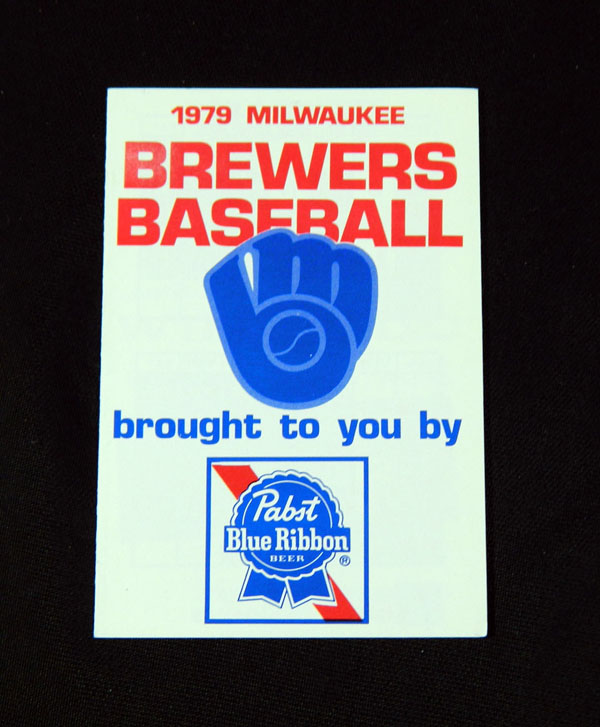 1979 MILWAUKEE
BREWERS
BASEBALL
brought to you by
Pabst
Blue Ribbon
BEER
®